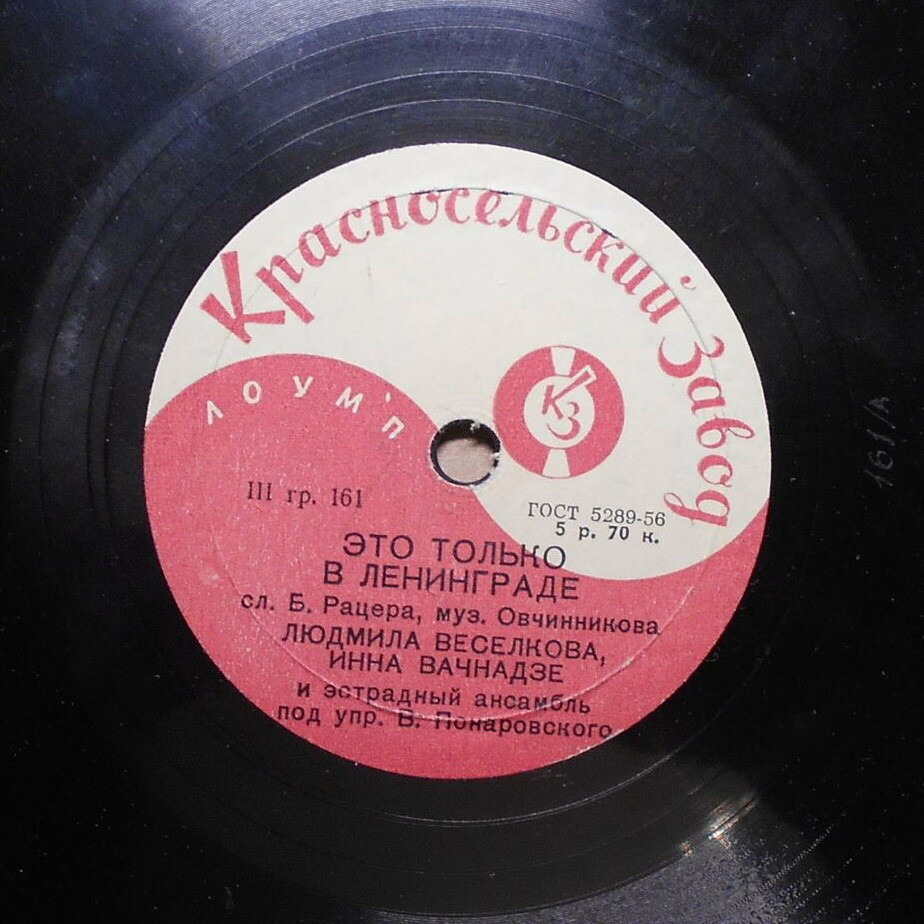 Красносельский Завод
ЛОУМ'П
КЗ
III гр. 161
ГОСТ 5289-56
5 р. 70 к.
ЭТО ТОЛЬКО
В ЛЕНИНГРАДЕ
сл. Б. Рацера, муз. Овчинникова
ЛЮДМИЛА ВЕСЕЛКОВА,
ИННА ВАЧНАДЗЕ
и эстрадный ансамбль
под упр. В. Понаровского
161/А